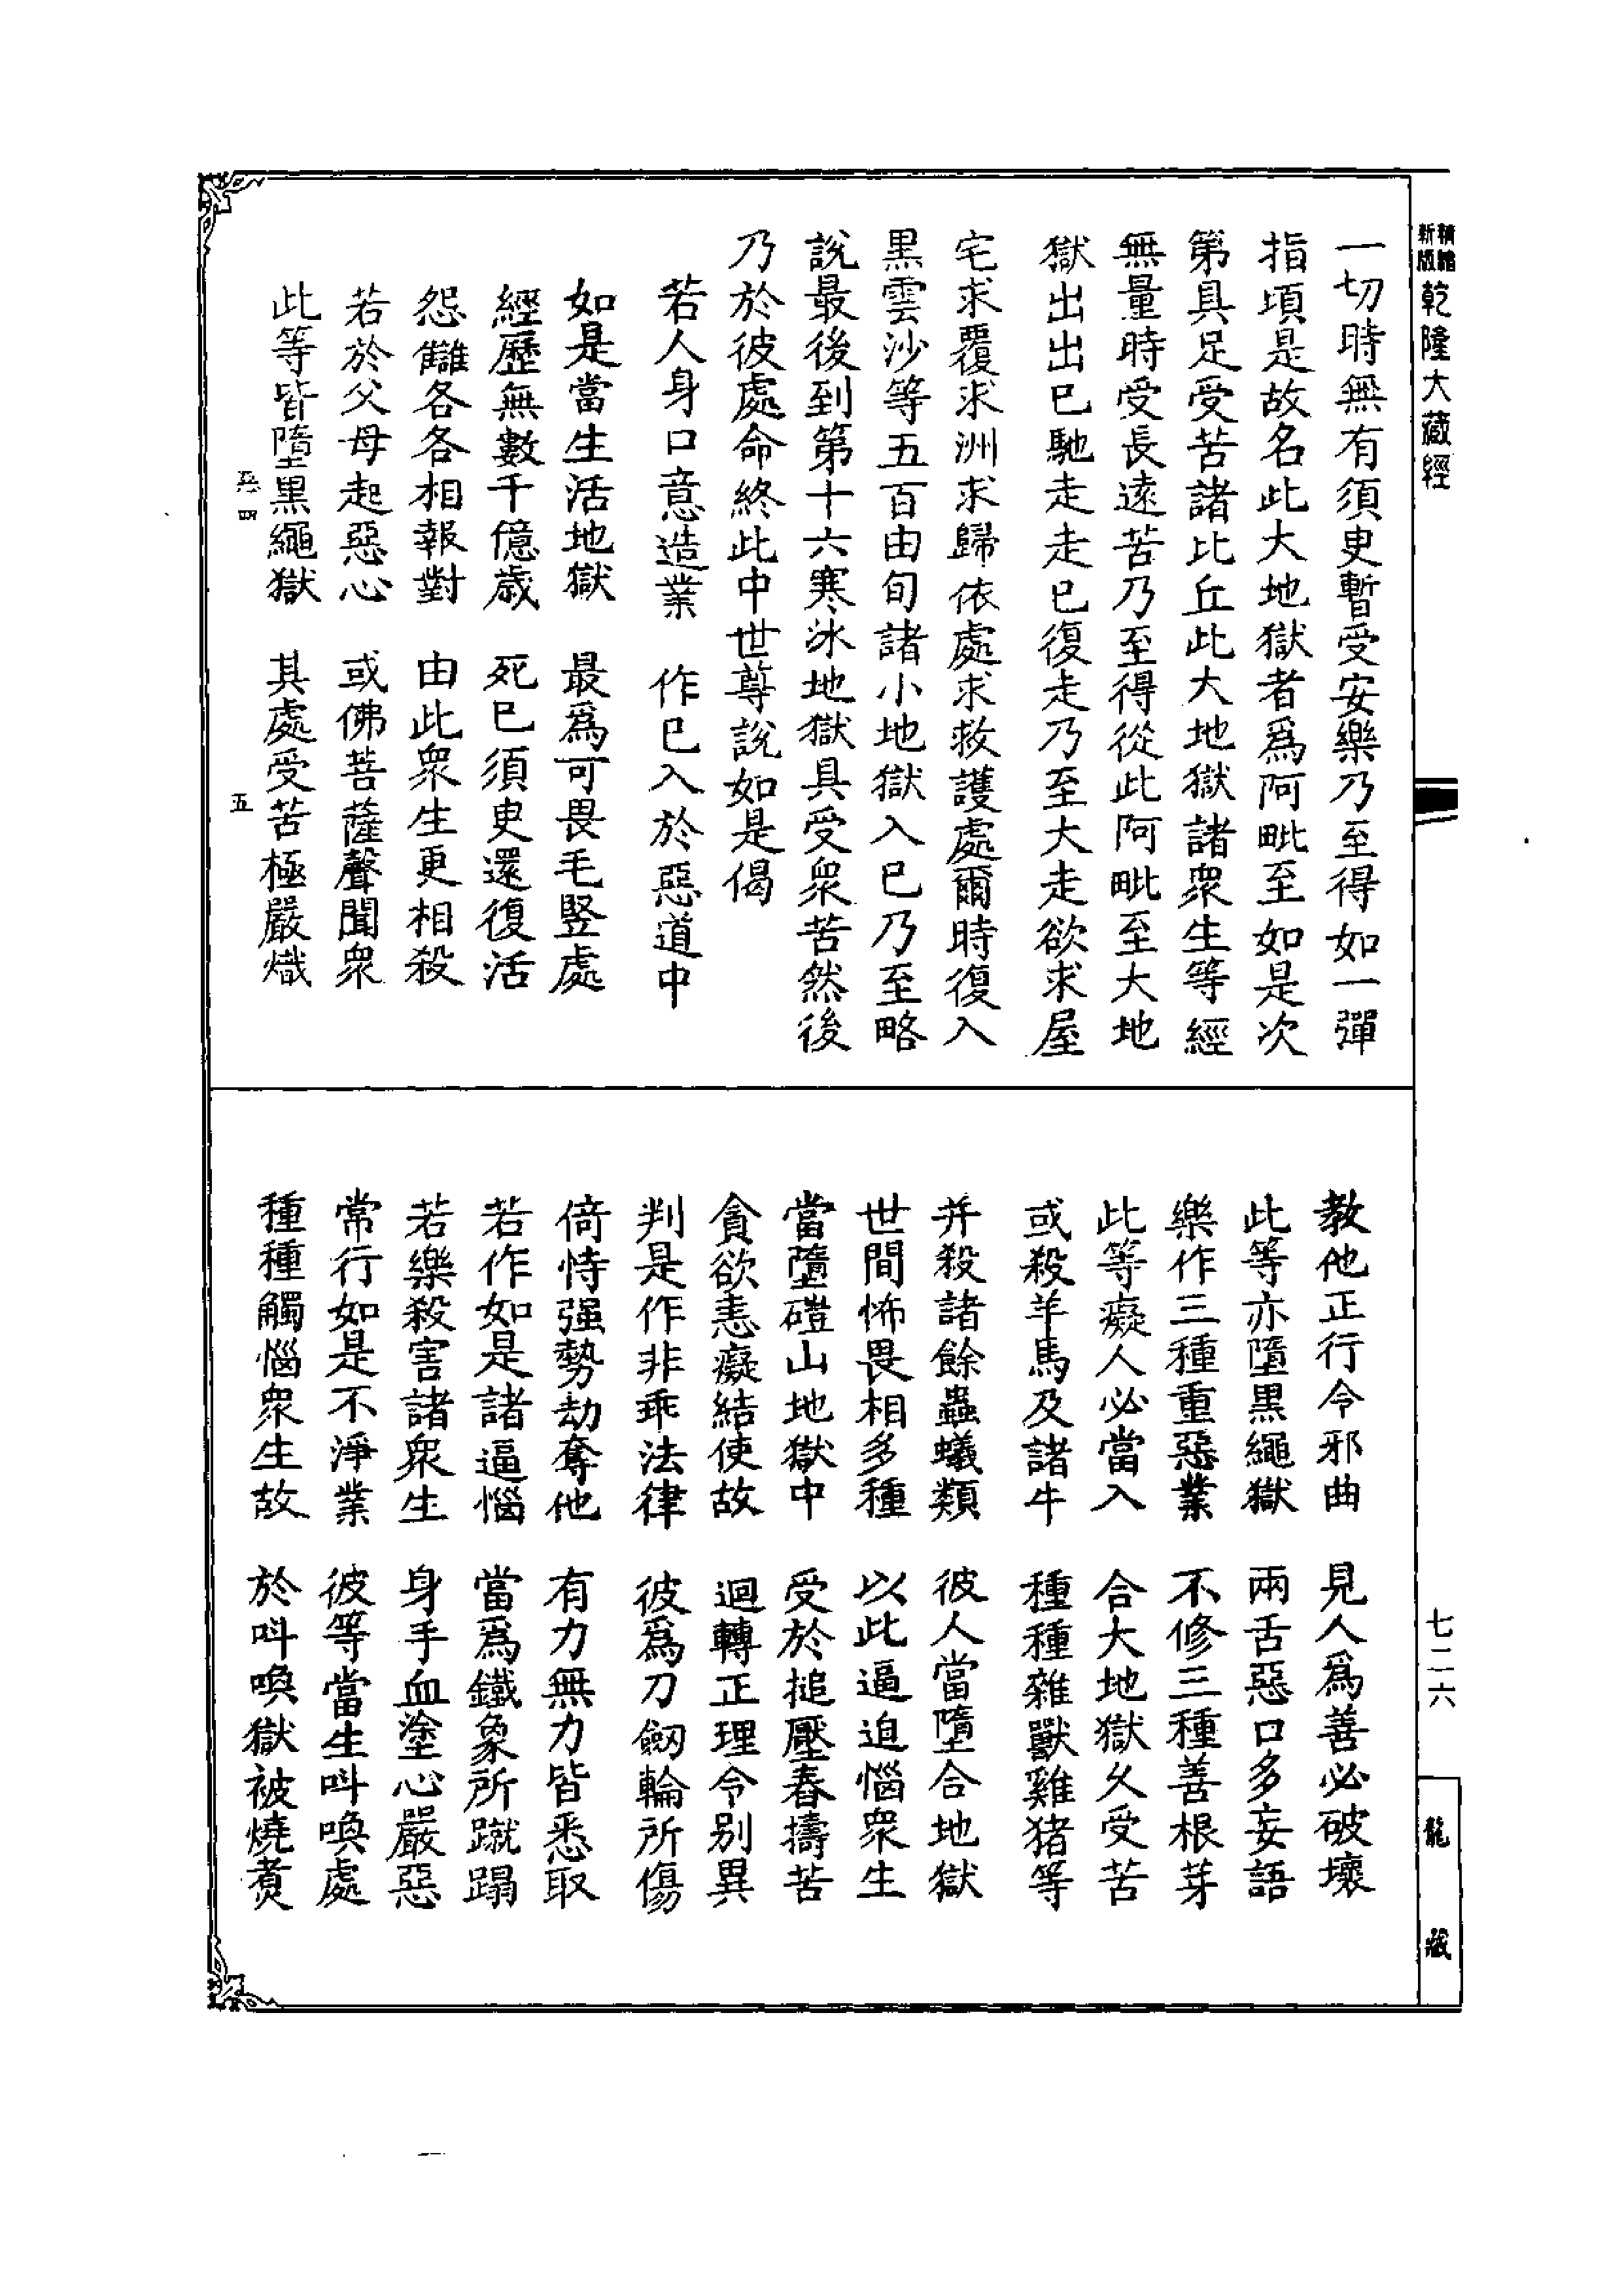 新版精縮乾隆大藏經
一切時無有須臾暫受安樂乃至得如一彈
指頃是故名此大地獄者爲阿毗至如是次
第具足受苦諸比丘此大地獄諸衆生等經
無量時受長遠苦乃至得從此阿毗至大地
獄出出已馳走走已復走乃至大走欲求屋
宅求覆求洲求歸依處求救護處爾時復入
黑雲沙等五百由旬諸小地獄入已乃至略
說最後到第十六寒冰地獄具受衆苦然後
乃於彼處命終此中世尊說如是偈
若人身口意造業 作已入於惡道中
如是當生活地獄 最爲可畏毛豎處
經歷無數千億歲 死已須臾還復活
怨讎各各相報對 由此衆生更相殺
若於父母起惡心 或佛菩薩聲聞衆
此等皆墮黑繩獄 其處受苦極嚴熾
惡四 五
教他正行令邪曲 見人爲善必破壞
此等亦墮黑繩獄 兩舌惡口多妄語
樂作三種重惡業 不修三種善根芽
此等癡人必當入 合大地獄久受苦
或殺羊馬及諸牛 種種雜獸雞猪等
并殺諸餘蟲蟻類 彼人當墮合地獄
世間怖畏相多種 以此逼迫惱衆生
當墮磑山地獄中 受於搥壓舂擣苦
貪欲恚癡結使故 迴轉正理令別異
判是作非乖法律 彼爲刀劒輪所傷
倚恃强勢劫奪他 有力無力皆悉取
若作如是諸逼惱 當爲鐵象所蹴蹋
若樂殺害諸衆生 身手血塗心嚴惡
常行如是不淨業 彼等當生叫喚處
種種觸惱衆生故 於叫喚獄被燒煑
七二六
龍藏